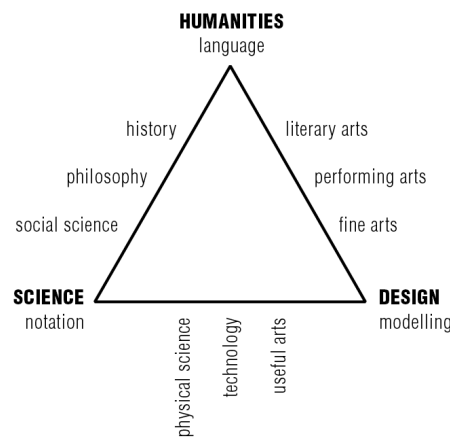 HUMANITIES
language
history
literary arts
philosophy
performing arts
social science
fine arts
SCIENCE
notation
DESIGN
modelling
physical science
technology
useful arts